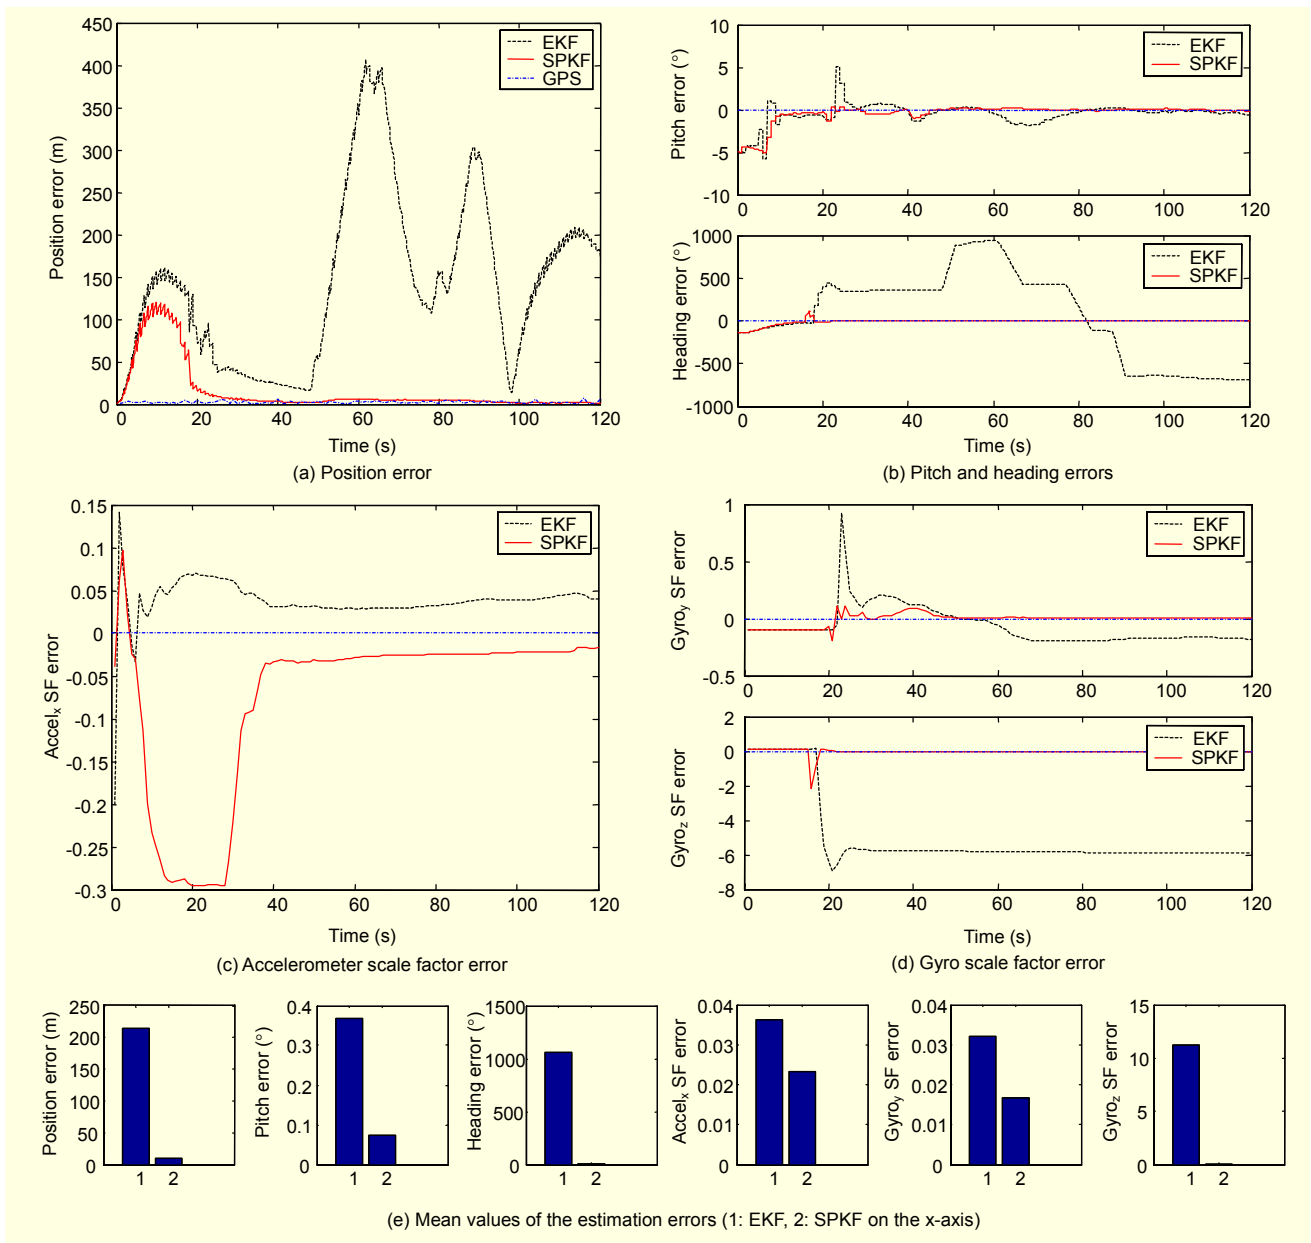 450
400
350
300
250
200
150
100
50
0
Position error (m)
EKF
SPKF
GPS
0 20 40 60 80 100 120
Time (s)
(a) Position error
10
5
0
-5
-10
Pitch error (°)
EKF
SPKF
0 20 40 60 80 100 120
1000
500
0
-500
-1000
Heading error (°)
EKF
SPKF
0 20 40 60 80 100 120
Time (s)
(b) Pitch and heading errors
0.15
0.1
0.05
0
-0.05
-0.1
-0.15
-0.2
-0.25
-0.3
Accelx SF error
EKF
SPKF
0 20 40 60 80 100 120
Time (s)
(c) Accelerometer scale factor error
1
0.5
0
-0.5
Gyroy SF error
EKF
SPKF
0 20 40 60 80 100 120
2
0
-2
-4
-6
-8
Gyroz SF error
EKF
SPKF
0 20 40 60 80 100 120
Time (s)
(d) Gyro scale factor error
250
200
150
100
50
0
Position error (m)
1 2
0.4
0.3
0.2
0.1
0
Pitch error (°)
1 2
1500
1000
500
0
Heading error (°)
1 2
0.04
0.03
0.02
0.01
0
Accelx SF error
1 2
0.04
0.03
0.02
0.01
0
Gyroy SF error
1 2
15
10
5
0
Gyroz SF error
1 2
(e) Mean values of the estimation errors (1: EKF, 2: SPKF on the x-axis)